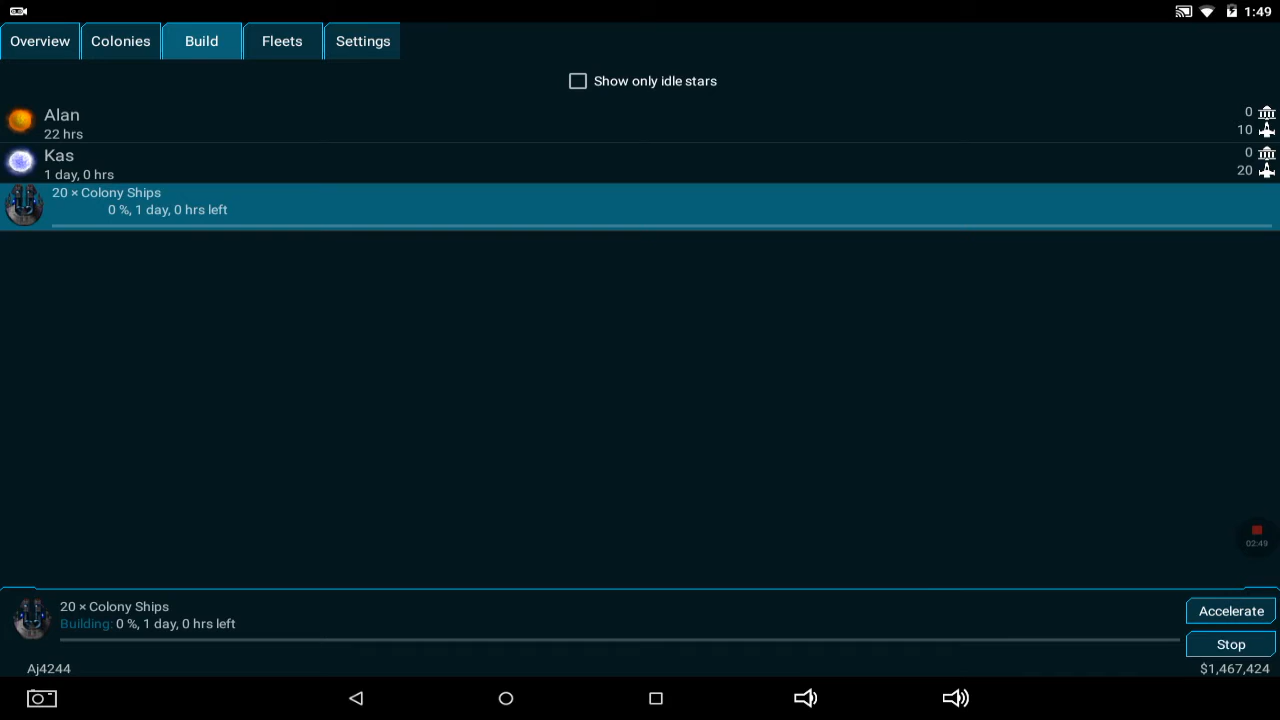 1:49
Overview Colonies Build Fleets Settings
Show only idle stars
Alan 0
22 hrs 10
Kas 0
1 day, 0 hrs 20
20 × Colony Ships
0 %, 1 day, 0 hrs left
02:49
20 × Colony Ships
Building: 0 %, 1 day, 0 hrs left
Accelerate
Stop
Aj4244 $1,467,424